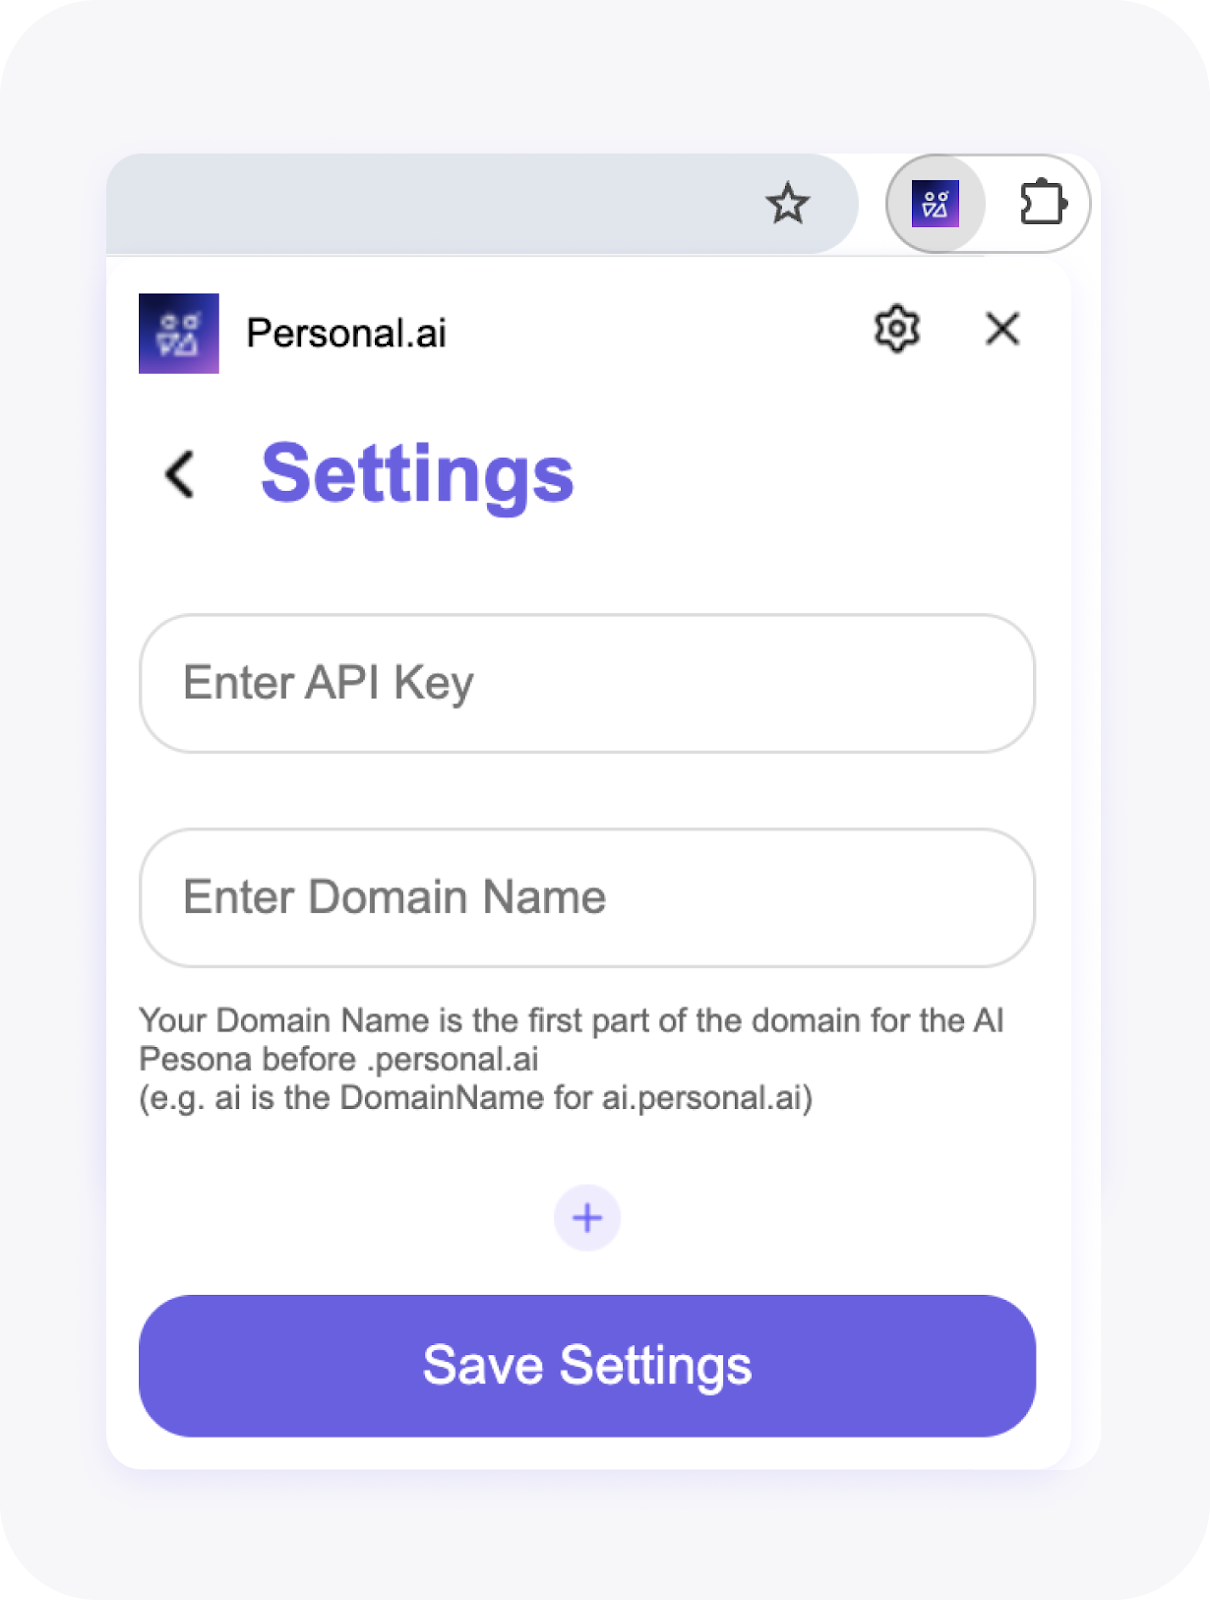 Personal.ai
Settings
Enter API Key
Enter Domain Name
Your Domain Name is the first part of the domain for the AI
Pesona before .personal.ai
(e.g. ai is the DomainName for ai.personal.ai)
+
Save Settings